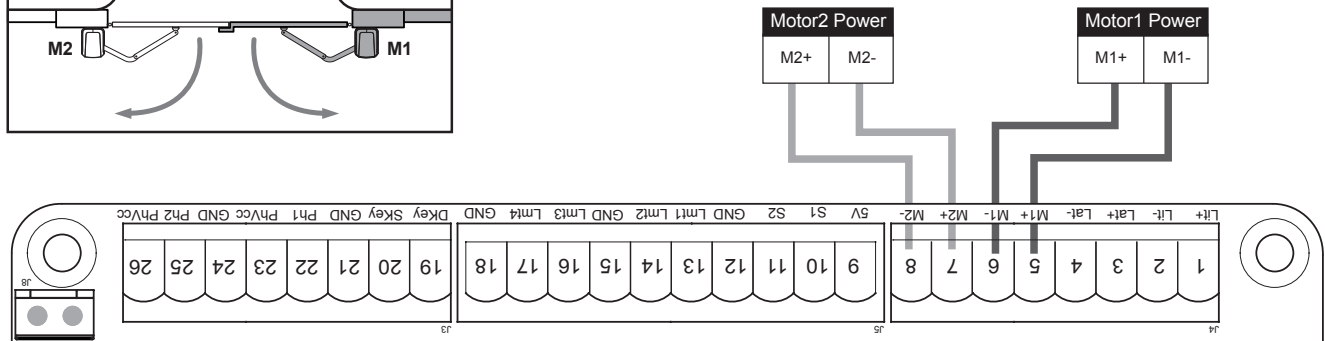 M2 M1
Motor2 Power
M2+ M2-
Motor1 Power
M1+ M1-
J4 J5 J3
1 2 3 4 5 6 7 8 9 10 11 12 13 14 15 16 17 18 19 20 21 22 23 24 25 26
Lit+ Lit- Lat+ Lat- M1+ M1- M2+ M2- 5V S1 S2 GND Lmt1 Lmt2 GND Lmt3 Lmt4 GND DKey SKey GND Ph1 PhVcc GND Ph2 PhVcc
J8